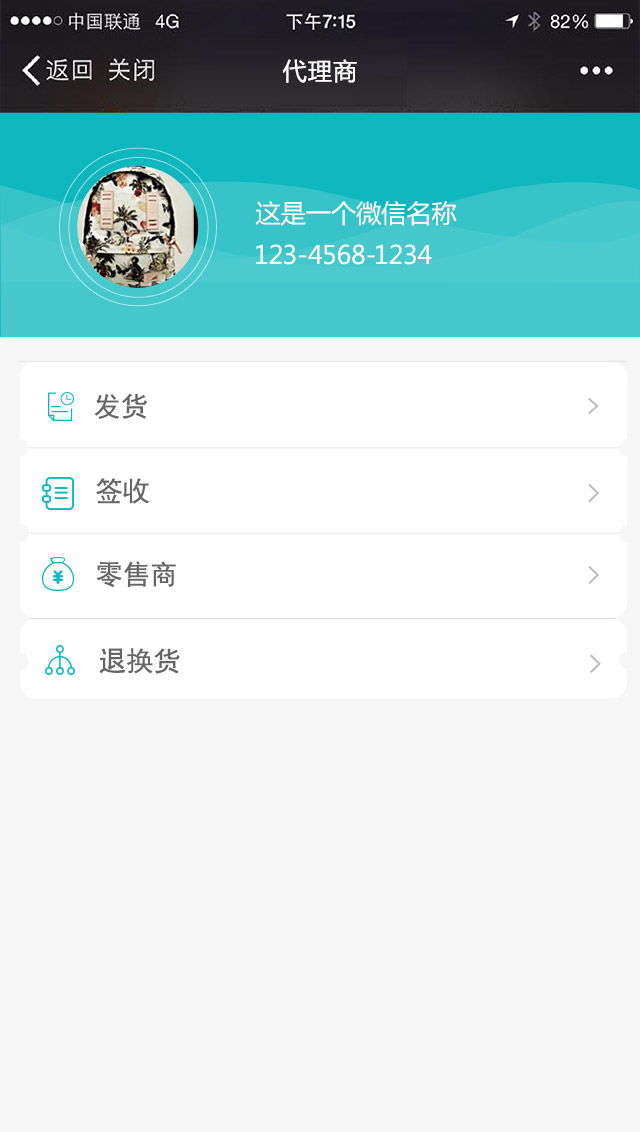 中国联通 4G 下午7:15 82%
返回 关闭 代理商
这是一个微信名称
123-4568-1234
发货
签收
¥
零售商
退换货